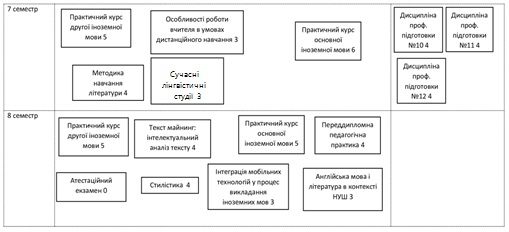 7 семестр
Практичний курс
другої іноземної
мови 5
Особливості роботи
вчителя в умовах
дистанційного навчання 3
Практичний курс
основної
іноземної мови 6
Дисципліна
проф.
підготовки
№10 4
Дисципліна
проф.
підготовки
№11 4
Методика
навчання
літератури 4
Сучасні
лінгвістичні
студії 3
Дисципліна
проф.
підготовки
№12 4
8 семестр
Практичний курс
другої іноземної
мови 5
Текст майнинг:
інтелектуальний
аналіз тексту 4
Практичний курс
основної
іноземної мови 5
Переддипломна
педагогічна
практика 4
Атестаційний
екзамен 0
Стилістика 4
Інтеграція мобільних
технологій у процес
викладання
іноземних мов 3
Англійська мова і
література в контексті
НУШ 3